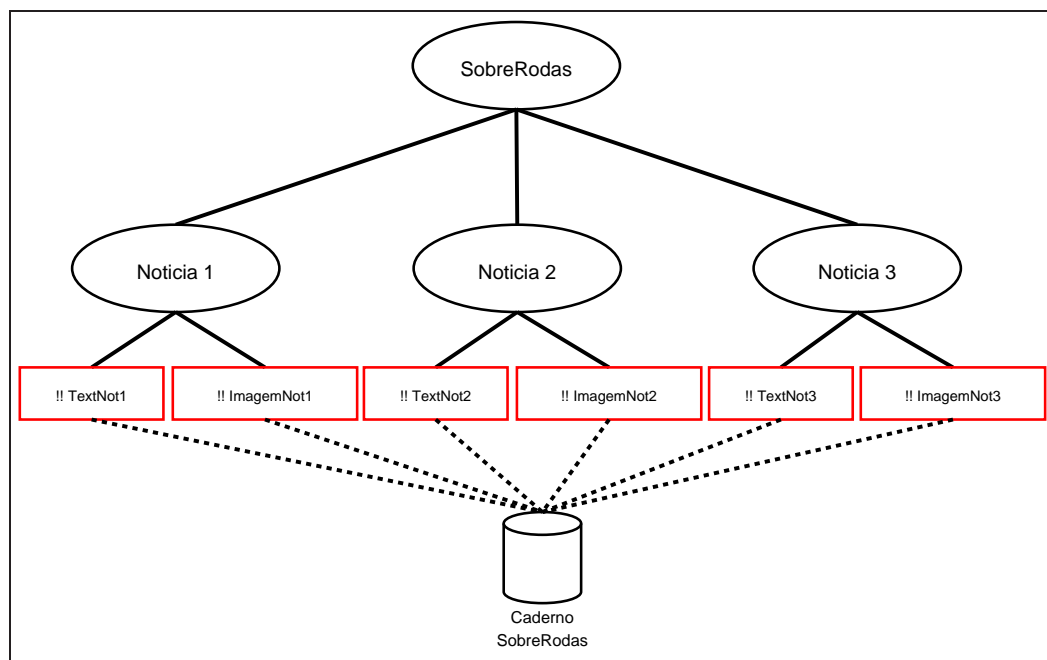 SobreRodas
Noticia 1
Noticia 2
Noticia 3
!! TextNot1
!! ImagemNot1
!! TextNot2
!! ImagemNot2
!! TextNot3
!! ImagemNot3
Caderno
SobreRodas